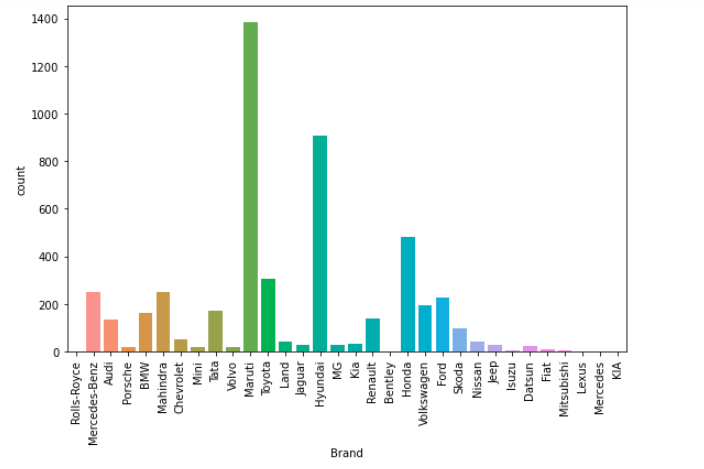 1400
1200
1000
800
600
400
200
0
count
Rolls-Royce
Mercedes-Benz
Audi
Porsche
BMW
Mahindra
Chevrolet
Mini
Tata
Volvo
Maruti
Toyota
Land
Jaguar
Hyundai
MG
Kia
Renault
Bentley
Honda
Volkswagen
Ford
Skoda
Nissan
Jeep
Isuzu
Datsun
Fiat
Mitsubishi
Lexus
Mercedes
KIA
Brand